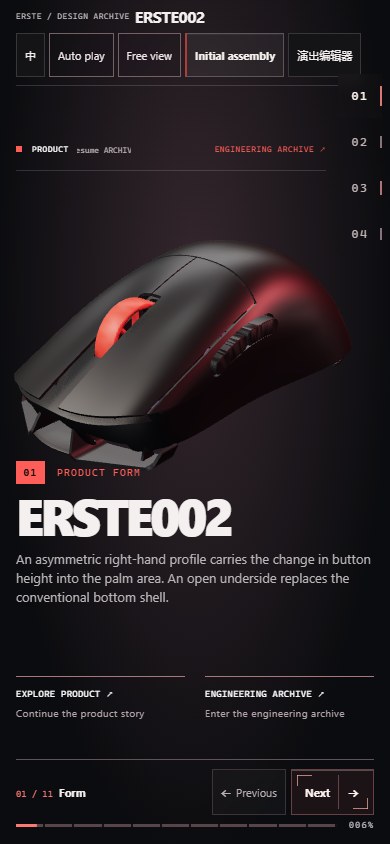 ERSTE / DESIGN ARCHIVE ERSTE002
中 Auto play Free view Initial assembly 演出编辑器
01
PRODUCT esume ARCHIV ENGINEERING ARCHIVE ↗
02
03
04
01 PRODUCT FORM
ERSTE002
An asymmetric right-hand profile carries the change in button
height into the palm area. An open underside replaces the
conventional bottom shell.
EXPLORE PRODUCT ↗ ENGINEERING ARCHIVE ↗
Continue the product story Enter the engineering archive
01 / 11 Form ← Previous Next →
006%